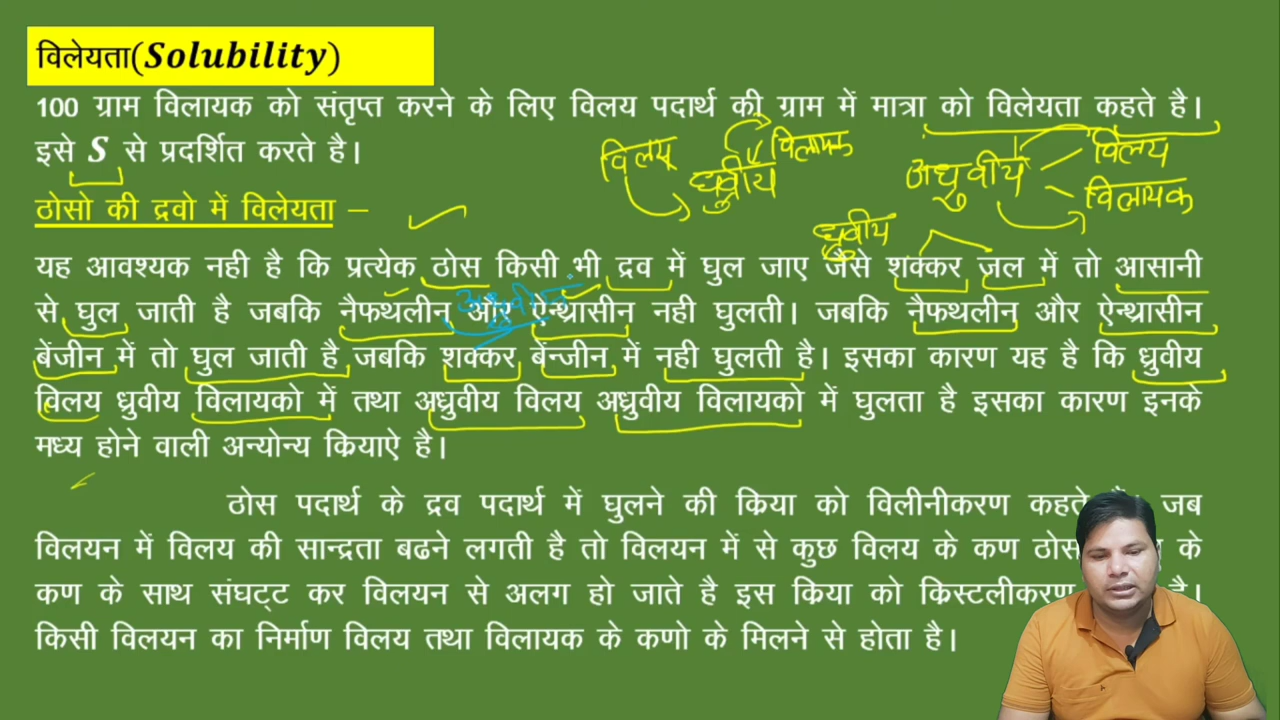 विलेयता(Solubility)
100 ग्राम विलायक को संतृप्त करने के लिए विलय पदार्थ की ग्राम में मात्रा को विलेयता कहते है।
विलय विलायक विलय
इसे S से प्रदर्शित करते है।
ध्रुवीय अध्रुवीय
विलायक
ठोसो की द्रवो में विलेयता –
ध्रुवीय
यह आवश्यक नही है कि प्रत्येक ठोस किसी भी द्रव में घुल जाए जैसे शक्कर जल में तो आसानी
अध्रुवीय
से घुल जाती है जबकि नैफथलीन और ऐन्थ्रासीन नही घुलती। जबकि नैफथलीन और ऐन्थ्रासीन
बेंजीन में तो घुल जाती है जबकि शक्कर बेंन्जीन में नही घुलती है। इसका कारण यह है कि ध्रुवीय
विलय ध्रुवीय विलायको में तथा अध्रुवीय विलय अध्रुवीय विलायको में घुलता है इसका कारण इनके
मध्य होने वाली अन्योन्य कियाऐ है।
ठोस पदार्थ के द्रव पदार्थ में घुलने की किया को विलीनीकरण कहते जब
विलयन में विलय की सान्द्रता बढने लगती है तो विलयन में से कुछ विलय के कण ठोस के
कण के साथ संघट्ट कर विलयन से अलग हो जाते है इस किया को किस्टलीकरण है।
किसी विलयन का निर्माण विलय तथा विलायक के कणो के मिलने से होता है।